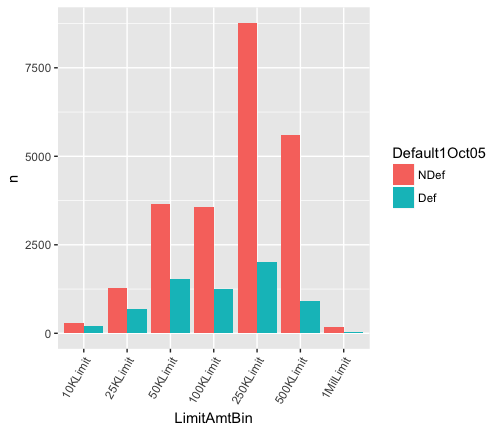 7500
5000
2500
0
n
10KLimit
25KLimit
50KLimit
100KLimit
250KLimit
500KLimit
1MilLimit
LimitAmtBin
Default1Oct05
NDef
Def